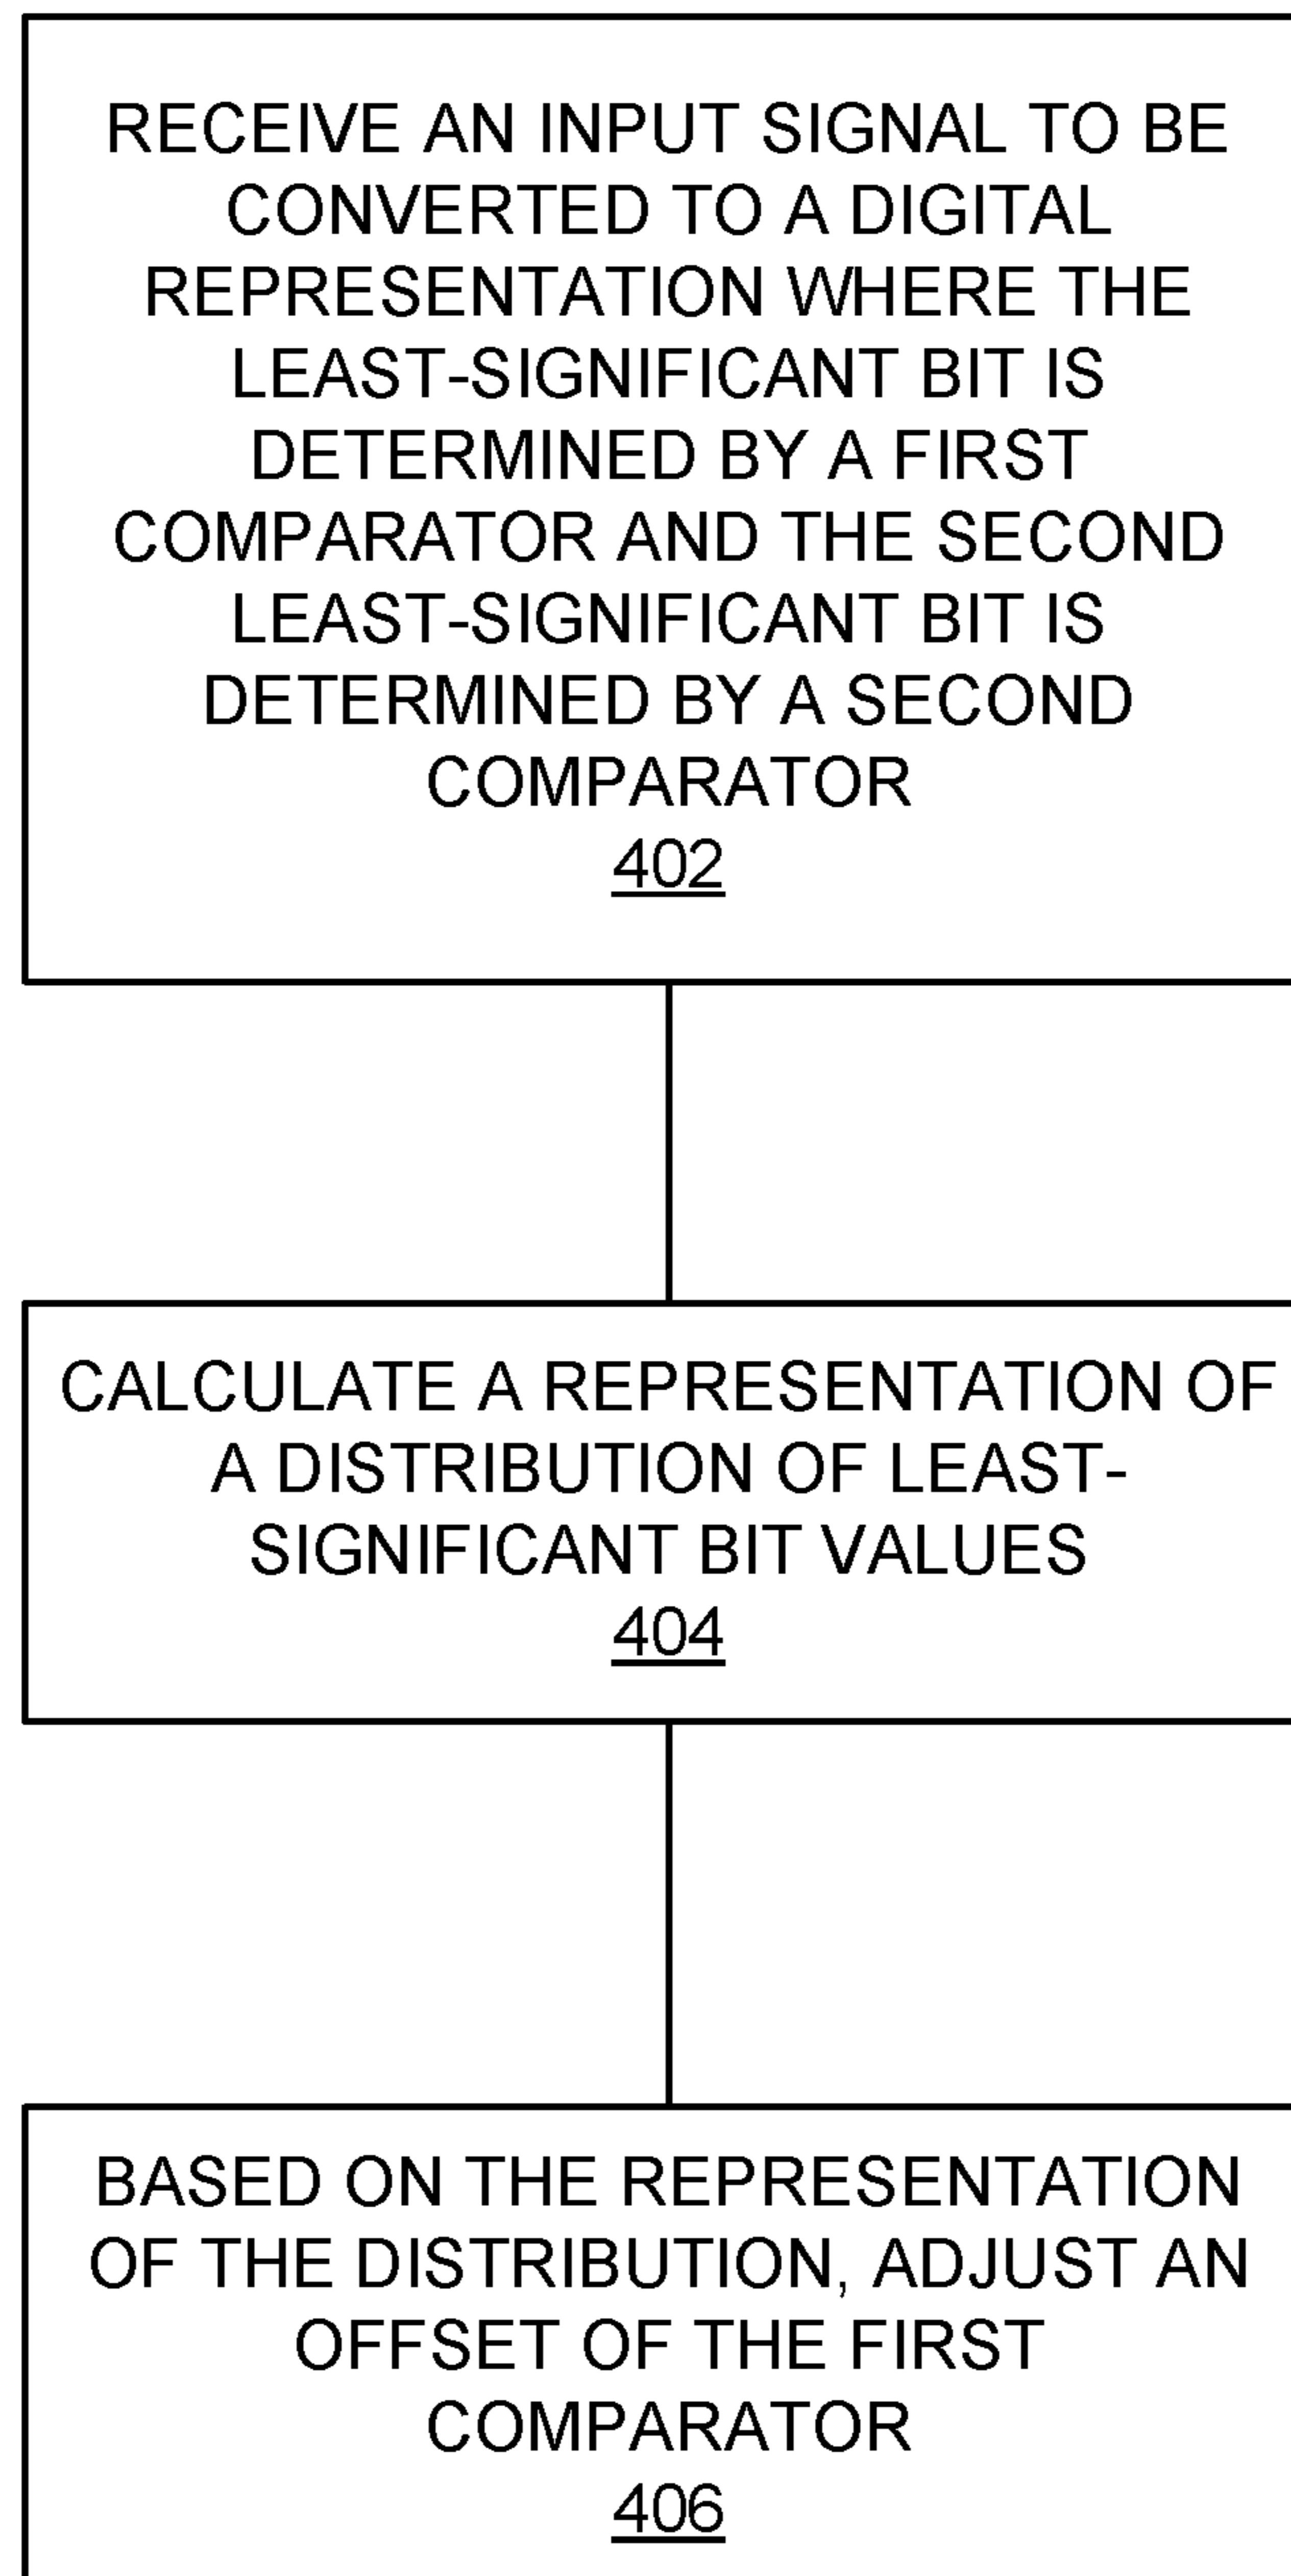 RECEIVE AN INPUT SIGNAL TO BE
CONVERTED TO A DIGITAL
REPRESENTATION WHERE THE
LEAST-SIGNIFICANT BIT IS
DETERMINED BY A FIRST
COMPARATOR AND THE SECOND
LEAST-SIGNIFICANT BIT IS
DETERMINED BY A SECOND
COMPARATOR
402
CALCULATE A REPRESENTATION OF
A DISTRIBUTION OF LEAST-
SIGNIFICANT BIT VALUES
404
BASED ON THE REPRESENTATION
OF THE DISTRIBUTION, ADJUST AN
OFFSET OF THE FIRST
COMPARATOR
406